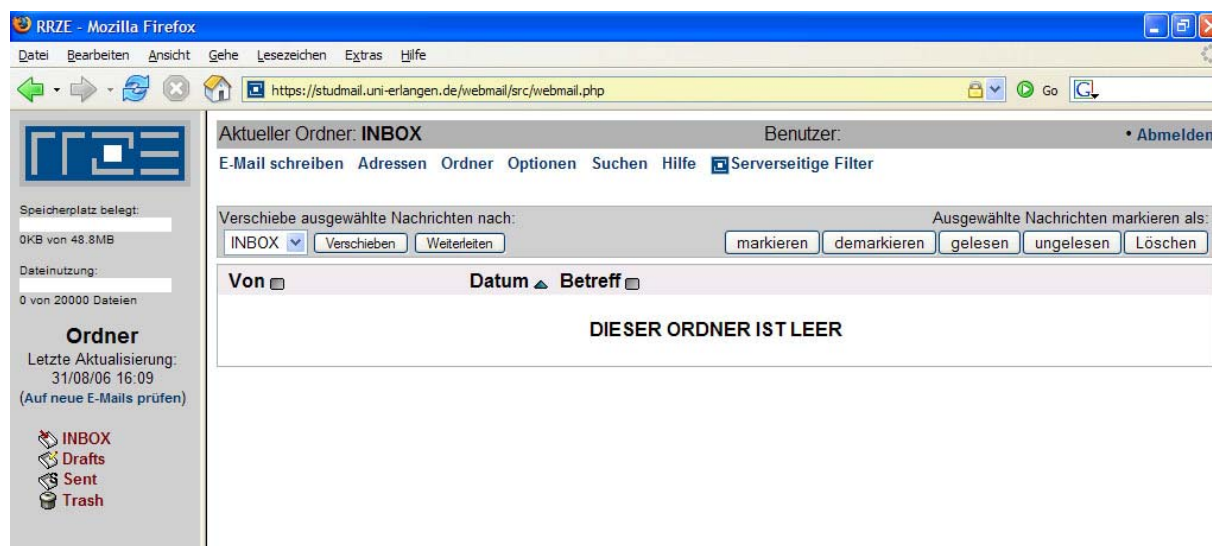 RRZE - Mozilla Firefox
Datei Bearbeiten Ansicht Gehe Lesezeichen Extras Hilfe
https://studmail.uni-erlangen.de/webmail/src/webmail.php Go G
RRZE
Speicherplatz belegt:
0KB von 48.8MB
Dateinutzung:
0 von 20000 Dateien
Ordner
Letzte Aktualisierung:
31/08/06 16:09
(Auf neue E-Mails prüfen)
INBOX
Drafts
Sent
Trash
Aktueller Ordner: INBOX Benutzer: • Abmelden
E-Mail schreiben Adressen Ordner Optionen Suchen Hilfe Serverseitige Filter
Verschiebe ausgewählte Nachrichten nach: Ausgewählte Nachrichten markieren als:
INBOX Verschieben Weiterleiten markieren demarkieren gelesen ungelesen Löschen
Von Datum Betreff
DIESER ORDNER IST LEER